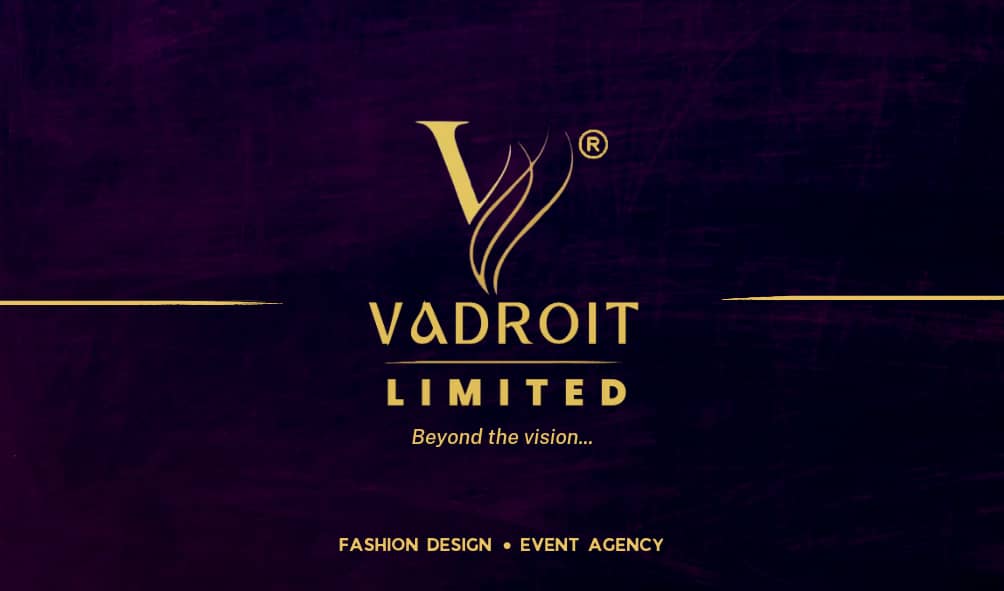 V ®
VADROIT
LIMITED
Beyond the vision...
FASHION DESIGN • EVENT AGENCY